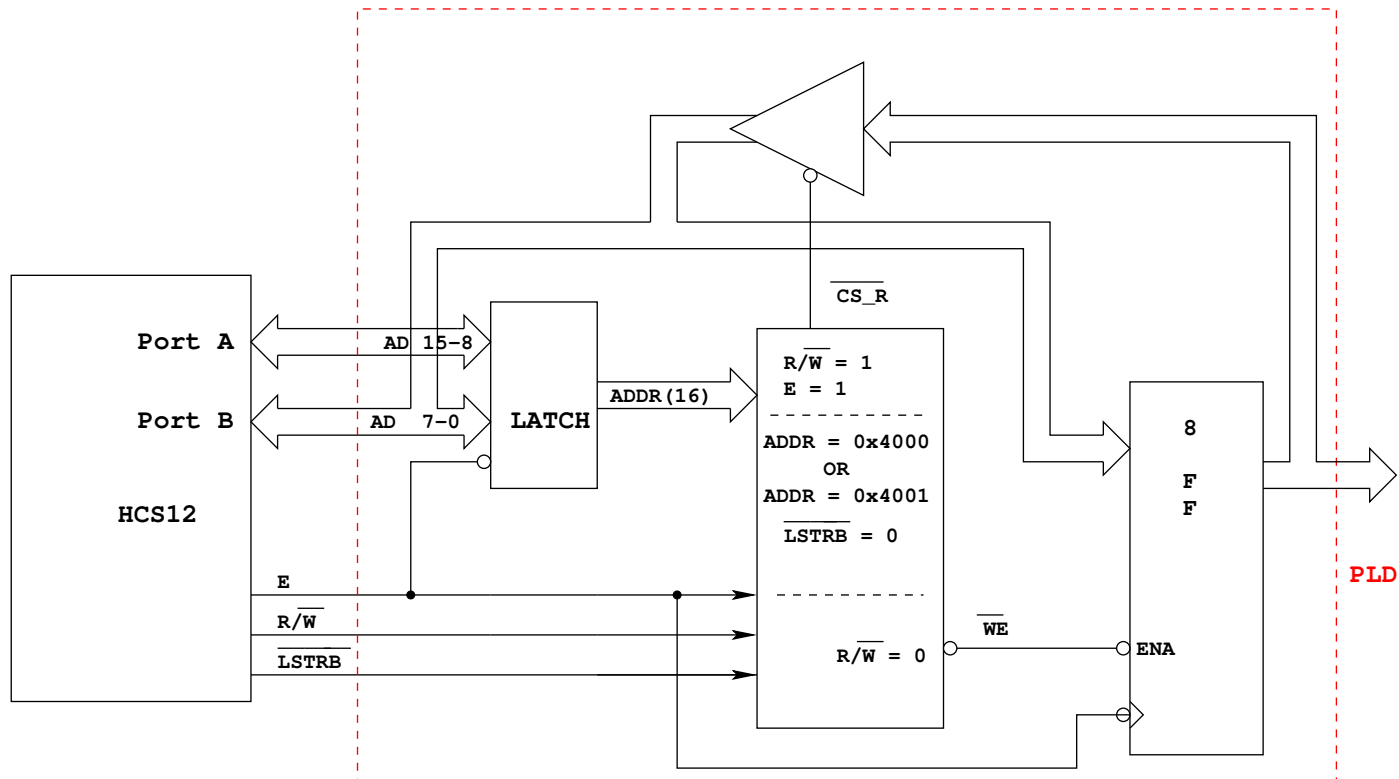 CS_R
Port A
AD 15-8
R/W = 1
E = 1
ADDR(16)
Port B
AD 7-0
LATCH
ADDR = 0x4000
OR
ADDR = 0x4001
LSTRB = 0
8
F
F
HCS12
E
PLD
R/W
WE
LSTRB
R/W = 0
ENA